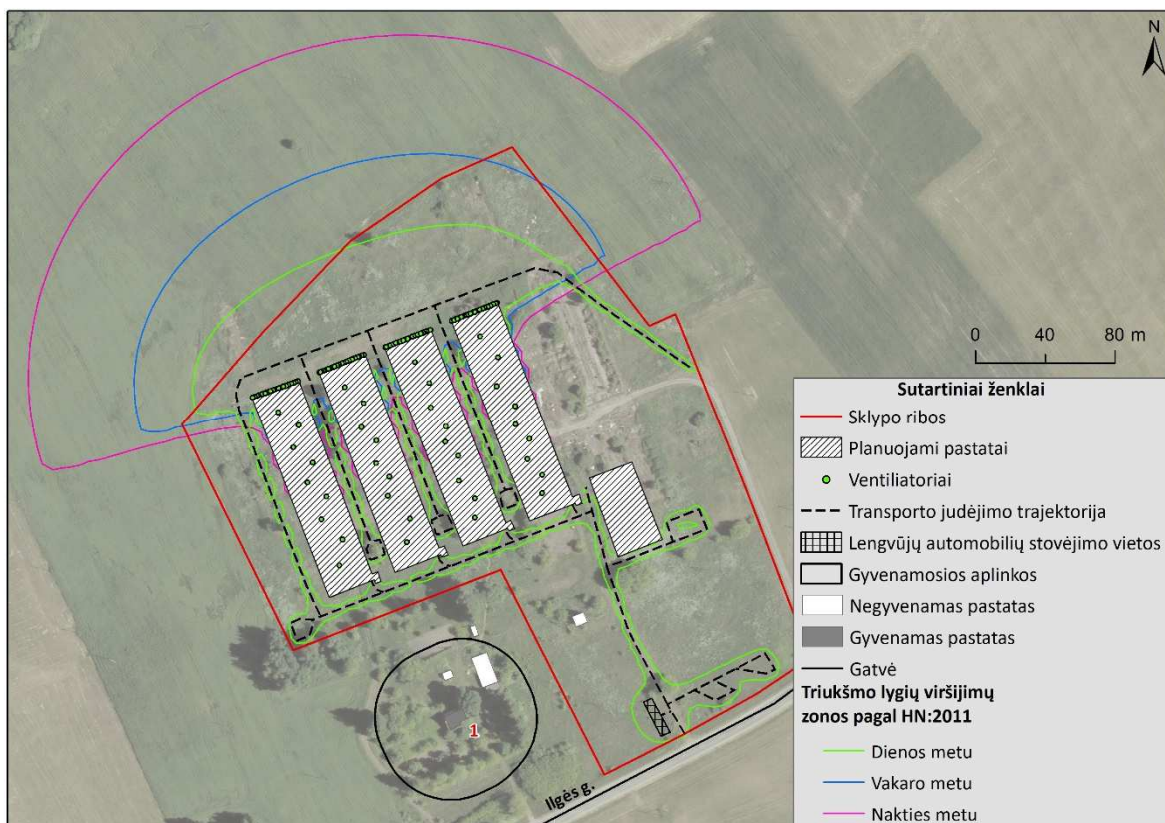 N
0 40 80 m
Sutartiniai ženklai
Sklypo ribos
Planuojami pastatai
Ventiliatoriai
Transporto judėjimo trajektorija
Lengvūjų automobilių stovėjimo vietos
Gyvenamosios aplinkos
Negyvenamas pastatas
Gyvenamas pastatas
Gatvė
Triukšmo lygių viršijimų
zonos pagal HN:2011
Dienos metu
Vakaro metu
Nakties metu
1
Ilgės g.